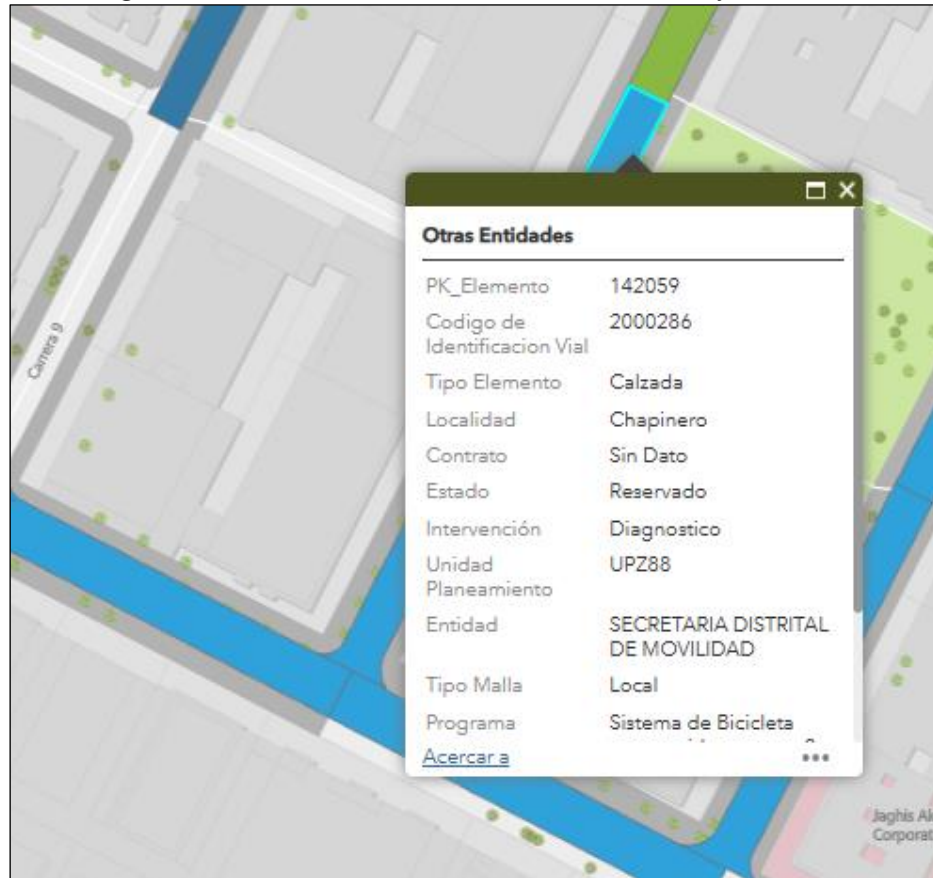 Otras Entidades
PK_Elemento 142059
Codigo de 2000286
Identificacion Vial
Tipo Elemento Calzada
Localidad Chapinero
Contrato Sin Dato
Estado Reservado
Intervención Diagnostico
Unidad UPZ88
Planeamiento
Entidad SECRETARIA DISTRITAL
DE MOVILIDAD
Tipo Malla Local
Programa Sistema de Bicicleta
Acercar a
Carrera 9
Jaghis
Corporat